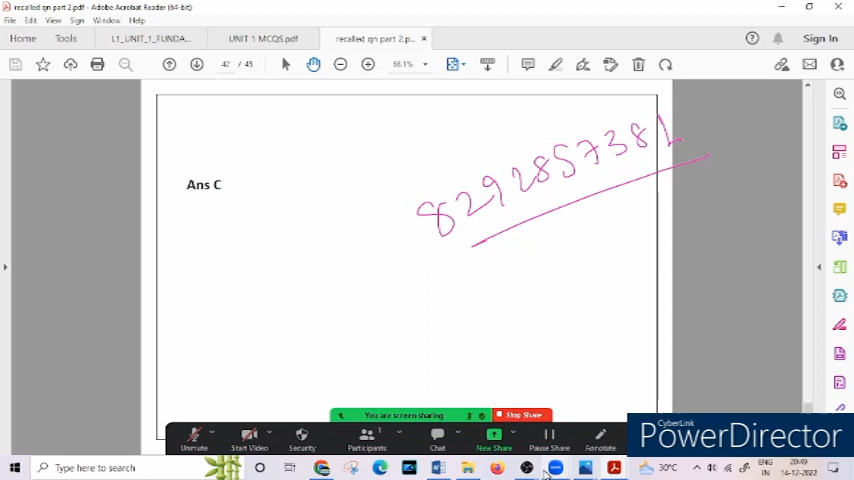 recalled qn part 2.pdf - Adobe Acrobat Reader (64-bit)
File Edit View Sign Window Help
Home Tools L1_UNIT_1_FUNDA... UNIT 1 MCQS.pdf recalled qn part 2.p... × Sign In
42 / 45 66.1%
8292857381
Ans C
You are screen sharing Stop Share
Unmute Start Video Security Participants 1 Chat New Share Pause Share Annotate
CyberLink
PowerDirector
Type here to search 30°C ENG 20:49
IN 14-12-2022